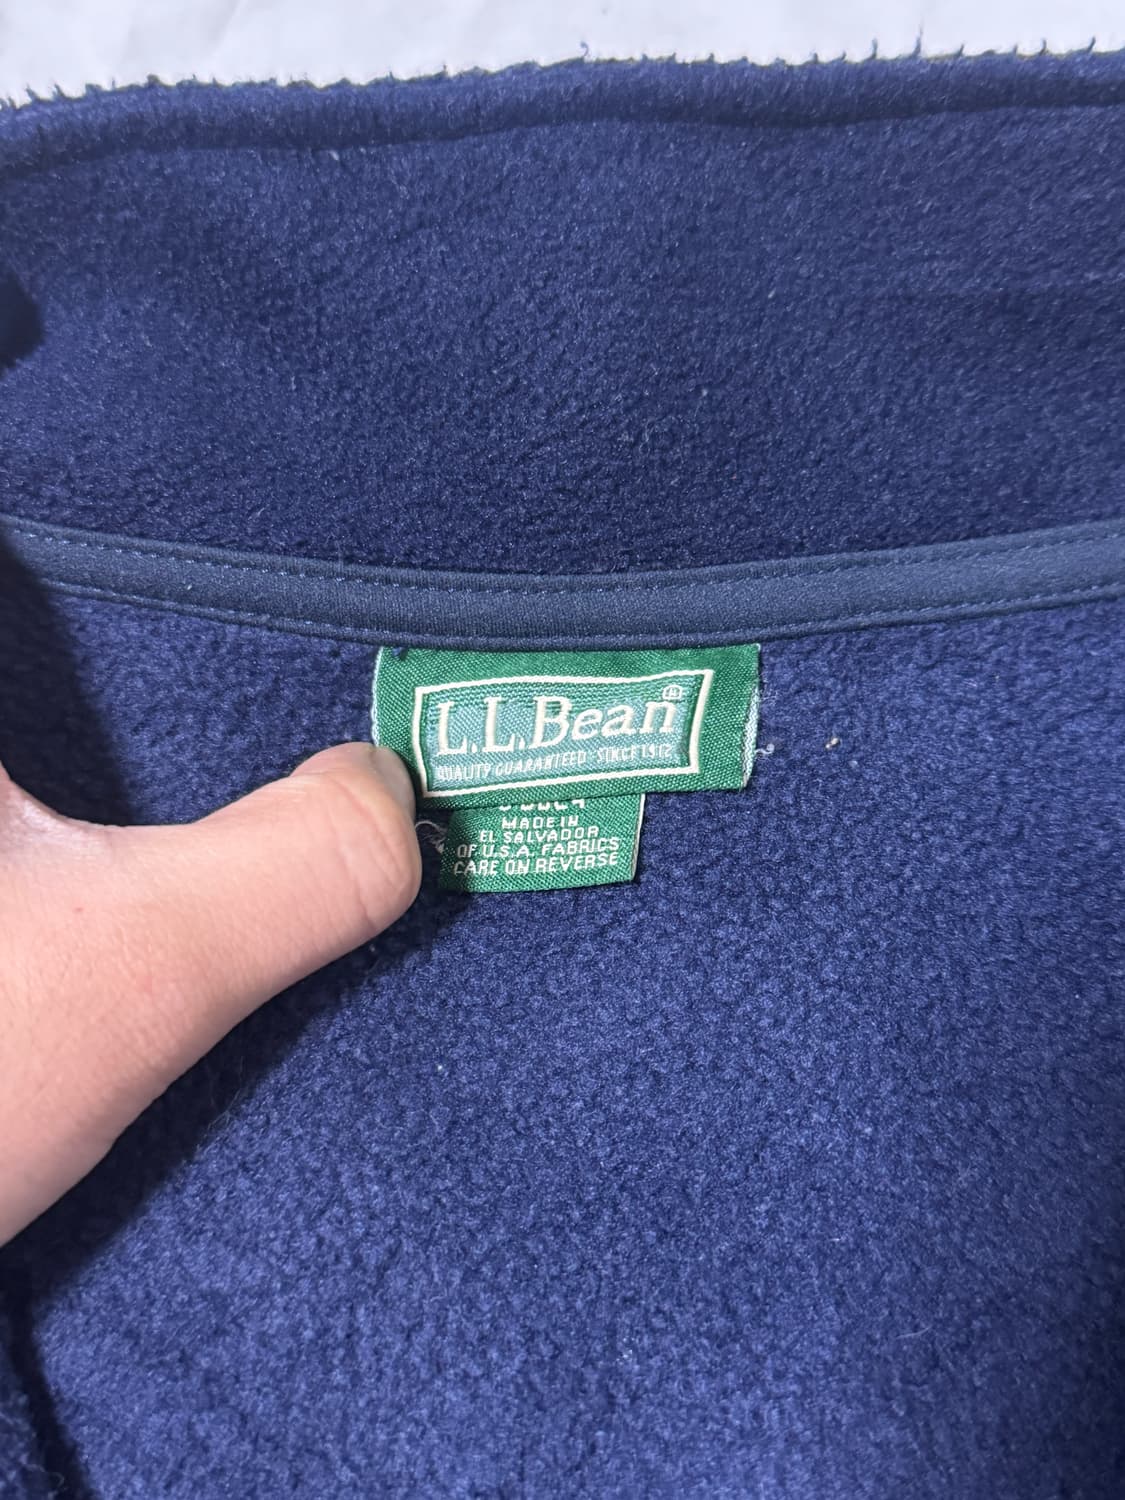 L.L.Bean®
QUALITY GUARANTEED SINCE 1912
MADE IN
EL SALVADOR
OF U.S.A. FABRICS
CARE ON REVERSE